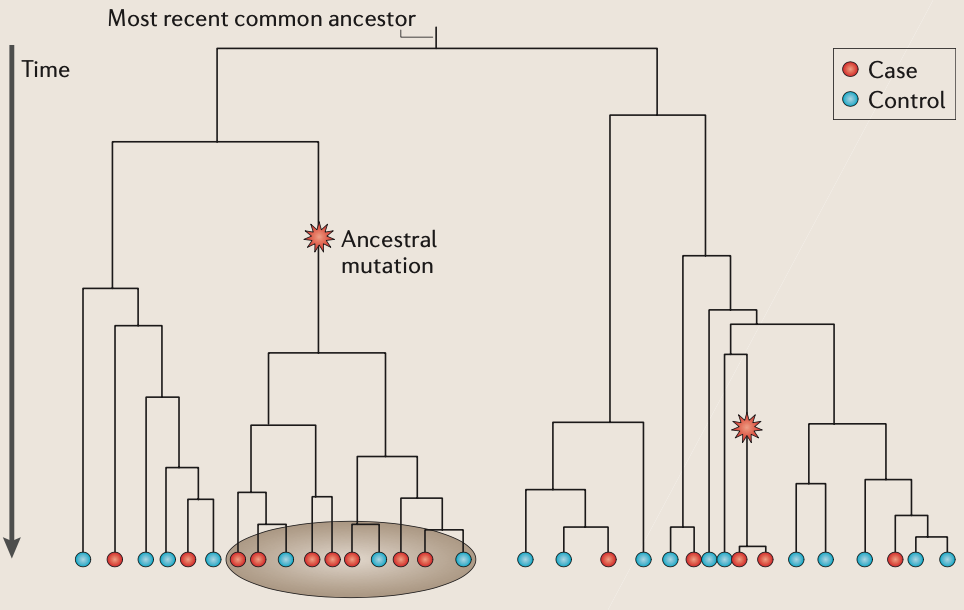 Most recent common ancestor
Time
Case
Control
Ancestral
mutation